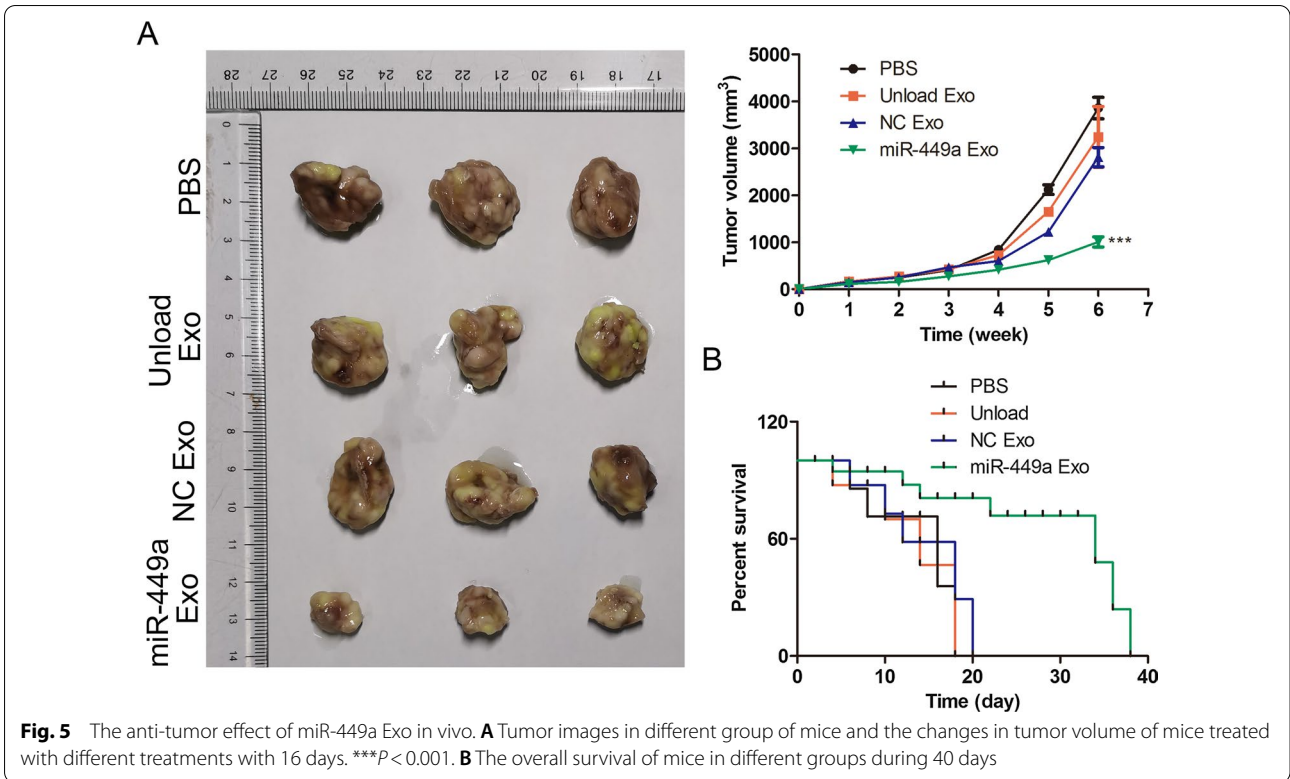 A
28 27 26 25 24 23 22 21 20 19 18 17
0
1
2
3
4
5
6
7
8
9
10
11
12
13
14
PBS
Unload
Exo
NC Exo
miR-449a
Exo
5000
4000
3000
2000
1000
0
Tumor volume (mm³)
PBS
Unload Exo
NC Exo
miR-449a Exo
***
0 1 2 3 4 5 6 7
Time (week)
B
PBS
Unload
NC Exo
miR-449a Exo
120
60
0
Percent survival
0 10 20 30 40
Time (day)
Fig. 5 The anti-tumor effect of miR-449a Exo in vivo. A Tumor images in different group of mice and the changes in tumor volume of mice treated
with different treatments with 16 days. ***P < 0.001. B The overall survival of mice in different groups during 40 days